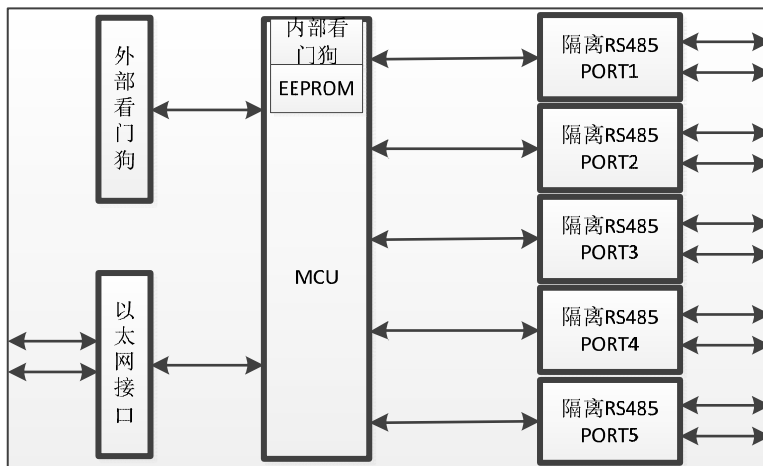 外
部
看
门
狗
以
太
网
接
口
内部看
门狗
EEPROM
MCU
隔离RS485
PORT1
隔离RS485
PORT2
隔离RS485
PORT3
隔离RS485
PORT4
隔离RS485
PORT5